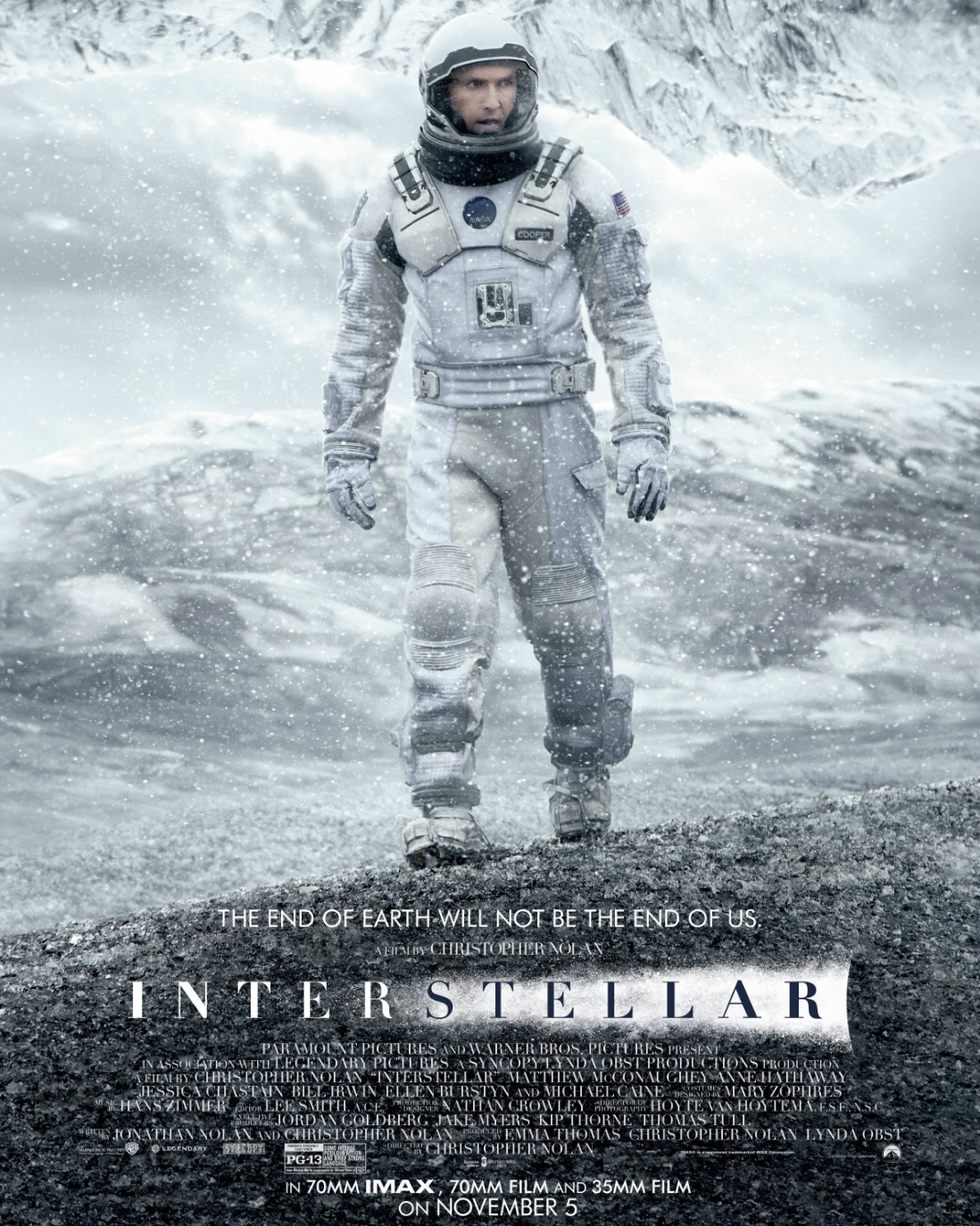 NASA
COOPER
THE END OF EARTH WILL NOT BE THE END OF US.
A FILM BY CHRISTOPHER NOLAN
INTERSTELLAR
PARAMOUNT PICTURES AND WARNER BROS. PICTURES PRESENT
IN ASSOCIATION WITH LEGENDARY PICTURES A SYNCOPY/LYNDA OBST PRODUCTIONS PRODUCTION
A FILM BY CHRISTOPHER NOLAN "INTERSTELLAR" MATTHEW McCONAUGHEY ANNE HATHAWAY
JESSICA CHASTAIN BILL IRWIN ELLEN BURSTYN AND MICHAEL CAINE COSTUMES DESIGNED BY MARY ZOPHRES
MUSIC BY HANS ZIMMER EDITOR LEE SMITH, A.C.E. PRODUCTION DESIGNER NATHAN CROWLEY DIRECTOR OF PHOTOGRAPHY HOYTE VAN HOYTEMA, F.S.F., N.S.C.
EXECUTIVE PRODUCERS JORDAN GOLDBERG JAKE MYERS KIP THORNE THOMAS TULL
WRITTEN BY JONATHAN NOLAN AND CHRISTOPHER NOLAN PRODUCED BY EMMA THOMAS CHRISTOPHER NOLAN LYNDA OBST
DIRECTED BY CHRISTOPHER NOLAN
LEGENDARY SYNCOPY PG-13
IN 70MM IMAX, 70MM FILM AND 35MM FILM
ON NOVEMBER 5